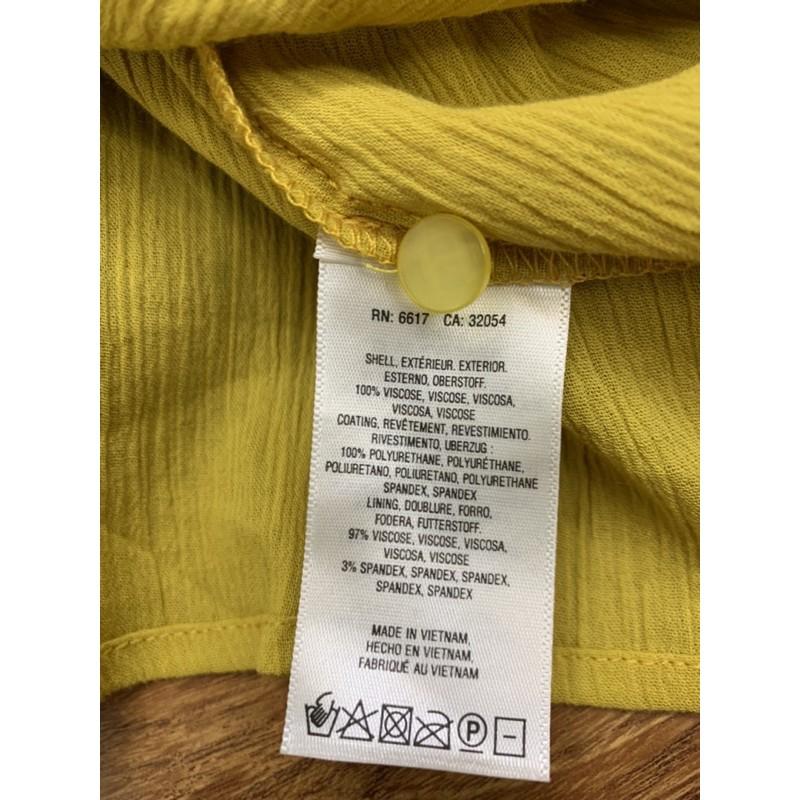 RN: 6617 CA: 32054
SHELL, EXTÉRIEUR. EXTERIOR.
ESTERNO, OBERSTOFF.
100% VISCOSE, VISCOSE, VISCOSA,
VISCOSA, VISCOSE
COATING, REVÊTEMENT, REVESTIMIENTO.
RIVESTIMENTO, UBERZUG :
100% POLYURETHANE, POLYURÉTHANE,
POLIURETANO, POLIURETANO, POLYURETHANE
SPANDEX, SPANDEX
LINING, DOUBLURE, FORRO,
FODERA, FUTTERSTOFF.
97% VISCOSE, VISCOSE, VISCOSA,
VISCOSA, VISCOSE
3% SPANDEX, SPANDEX, SPANDEX,
SPANDEX, SPANDEX
MADE IN VIETNAM,
HECHO EN VIETNAM,
FABRIQUÉ AU VIETNAM
P